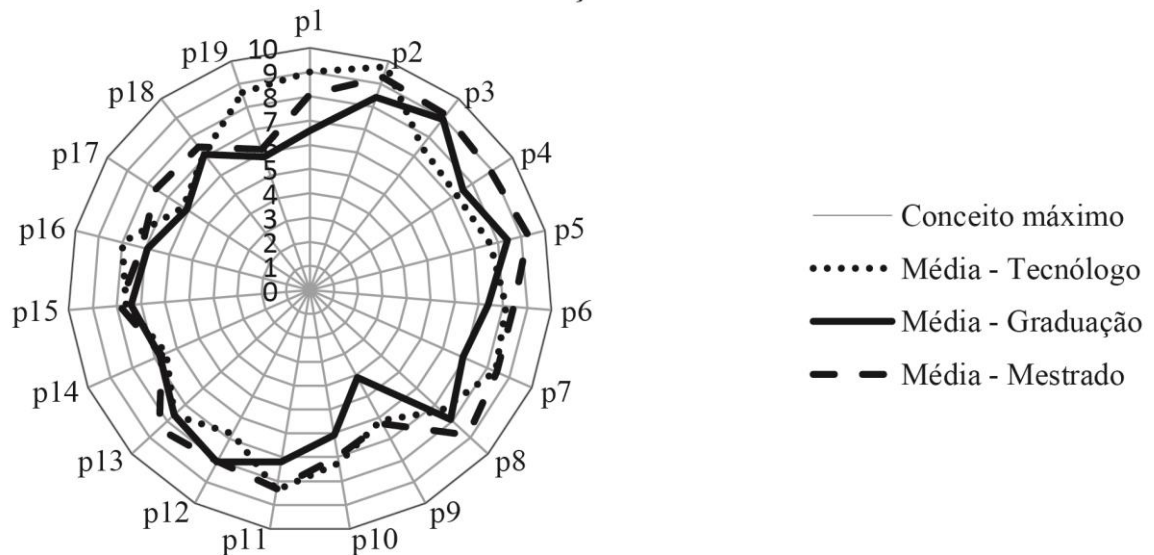 p1
p2
p3
p4
p5
p6
p7
p8
p9
p10
p11
p12
p13
p14
p15
p16
p17
p18
p19
10
9
8
7
6
5
4
3
2
1
0
Conceito máximo
Média - Tecnólogo
Média - Graduação
Média - Mestrado